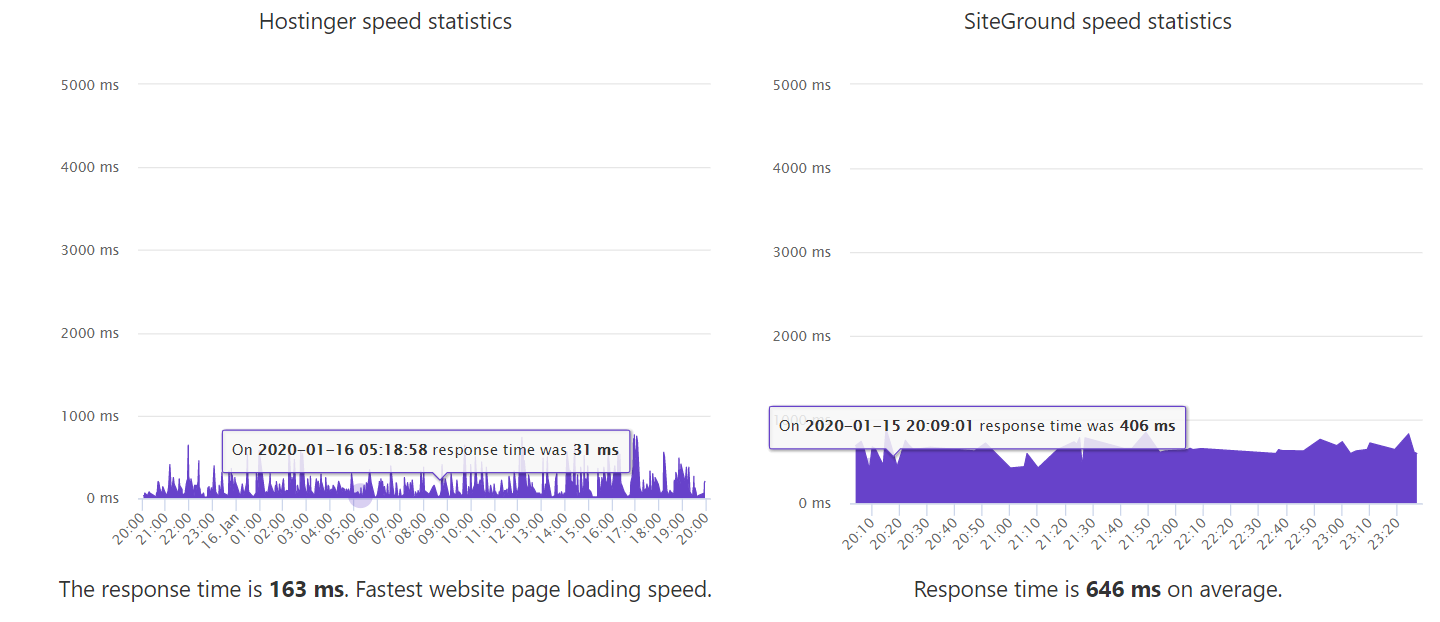 Hostinger speed statistics
5000 ms
4000 ms
3000 ms
2000 ms
1000 ms
0 ms
On 2020-01-16 05:18:58 response time was 31 ms
20:00
21:00
22:00
23:00
16. Jan
01:00
02:00
03:00
04:00
05:00
06:00
07:00
08:00
09:00
10:00
11:00
12:00
13:00
14:00
15:00
16:00
17:00
18:00
19:00
20:00
The response time is 163 ms. Fastest website page loading speed.
SiteGround speed statistics
5000 ms
4000 ms
3000 ms
2000 ms
1000 ms
0 ms
On 2020-01-15 20:09:01 response time was 406 ms
20:10
20:20
20:30
20:40
20:50
21:00
21:10
21:20
21:30
21:40
21:50
22:00
22:10
22:20
22:30
22:40
22:50
23:00
23:10
23:20
Response time is 646 ms on average.